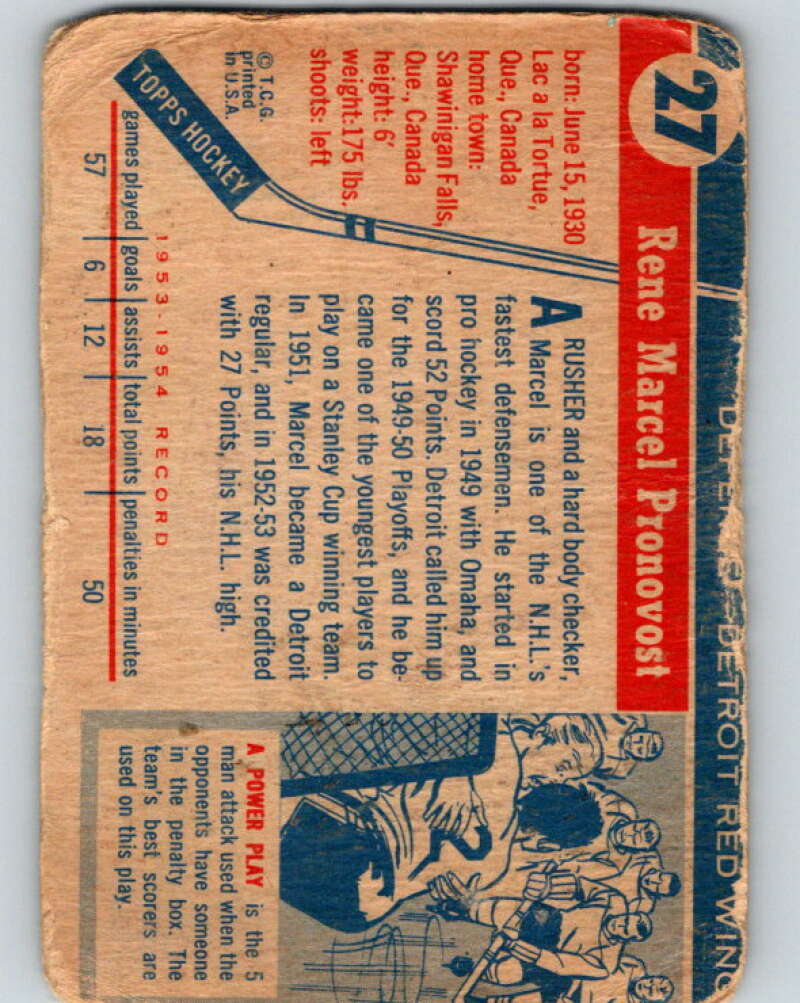 27
DEFE DETROIT RED WING
Rene Marcel Pronovost
born: June 15, 1930
Lac a la Tortue,
Que., Canada
home town:
Shawinigan Falls,
Que., Canada
height: 6'
weight:175 lbs.
shoots: left
© T.C.G.
printed
in U.S.A.
TOPPS HOCKEY
A RUSHER and a hard body checker,
Marcel is one of the N.H.L.'s
fastest defensemen. He started in
pro hockey in 1949 with Omaha, and
scord 52 Points. Detroit called him up
for the 1949-50 Playoffs, and he be-
came one of the youngest players to
play on a Stanley Cup winning team.
In 1951, Marcel became a Detroit
regular, and in 1952-53 was credited
with 27 Points, his N.H.L. high.
1953-1954 RECORD
games played goals assists total points penalties in minutes
57 6 12 18 50
A POWER PLAY is the 5
man attack used when the
opponents have someone
in the penalty box. The
team's best scorers are
used on this play.